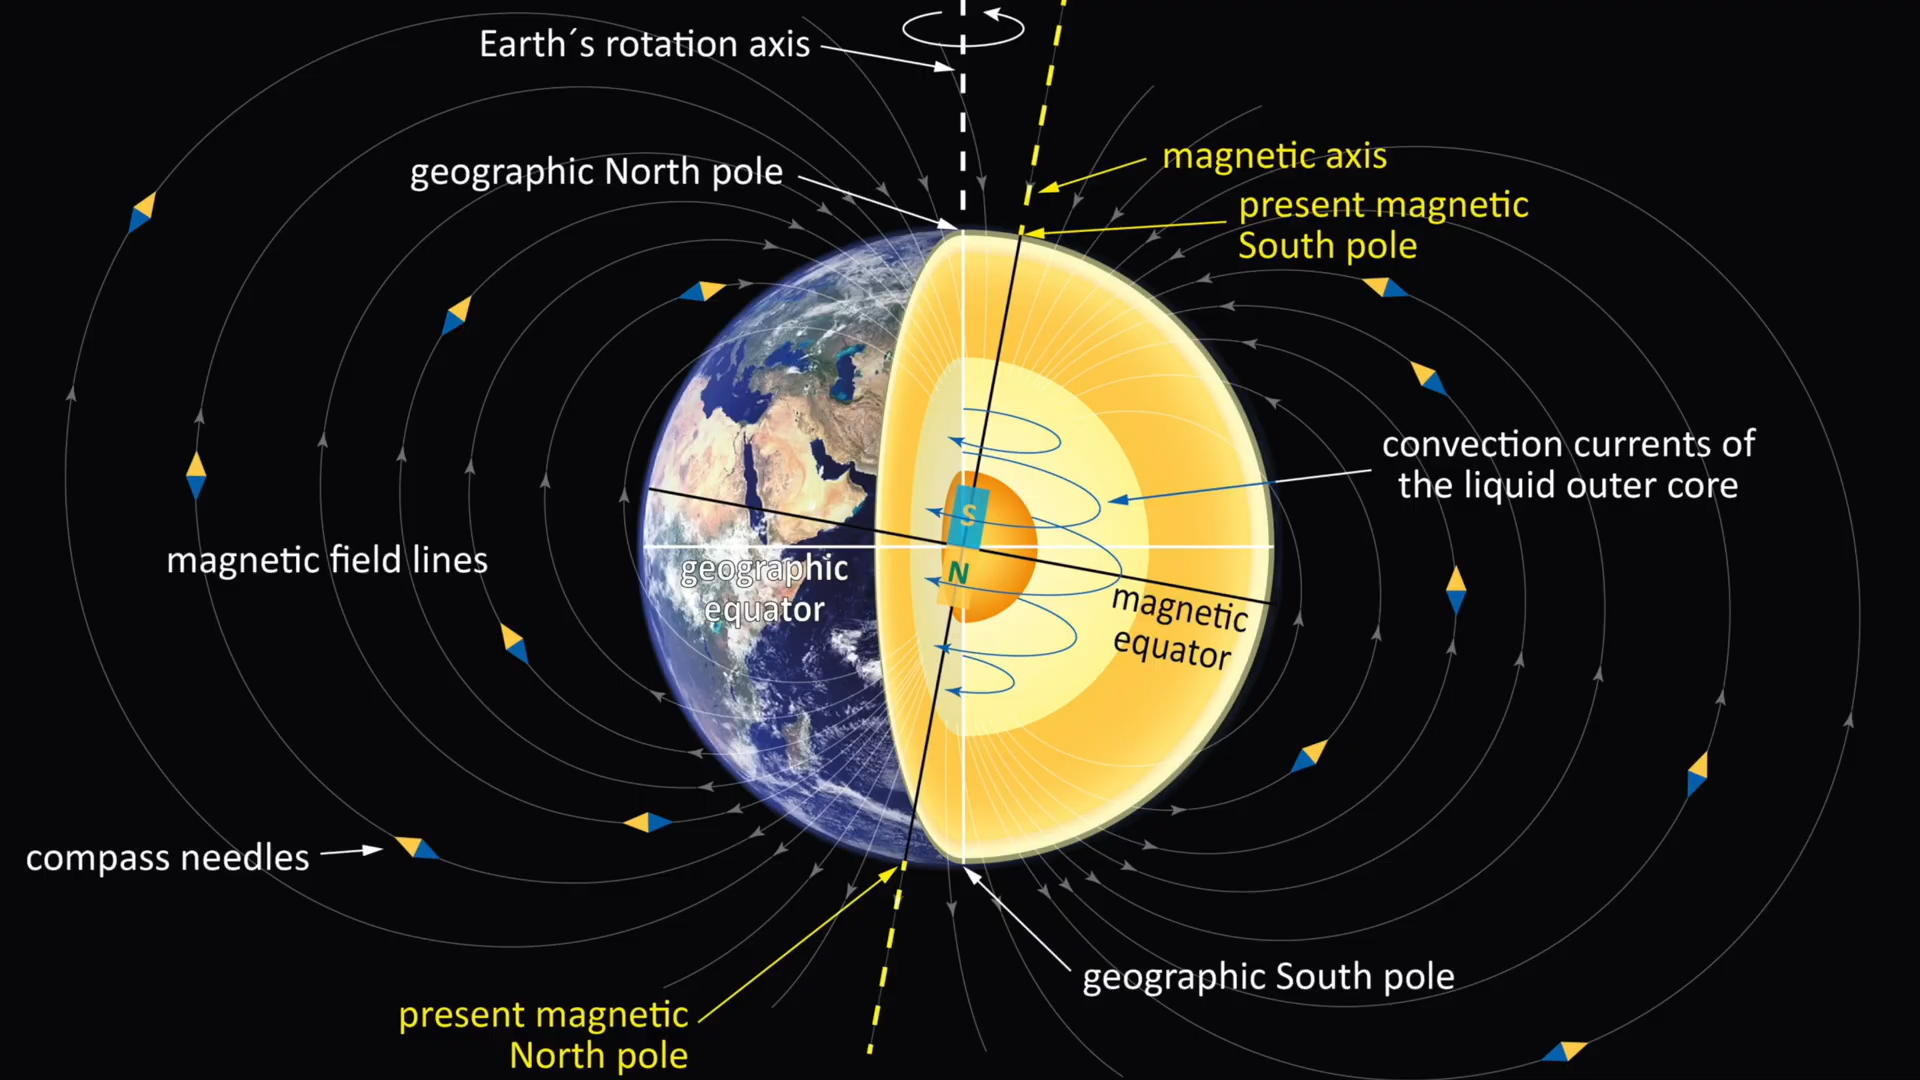 Earth´s rotation axis
geographic North pole
magnetic axis
present magnetic
South pole
convection currents of
the liquid outer core
S
N
magnetic field lines
geographic
equator
magnetic
equator
compass needles
geographic South pole
present magnetic
North pole